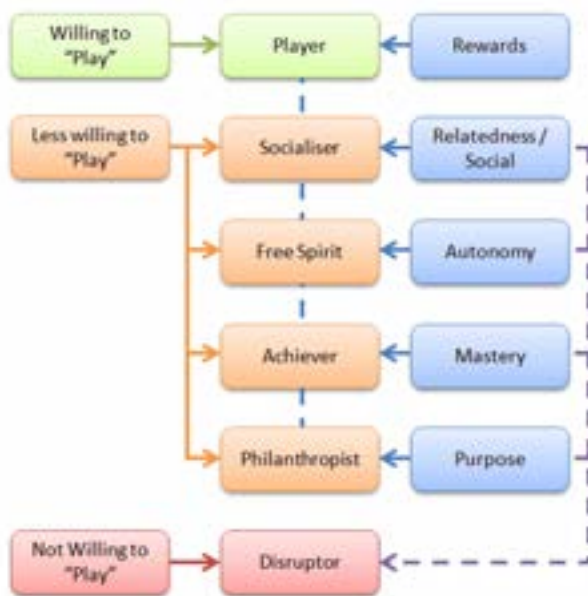 Willing to
"Play"
Player
Rewards
Less willing to
"Play"
Socialiser
Relatedness /
Social
Free Spirit
Autonomy
Achiever
Mastery
Philanthropist
Purpose
Not Willing to
"Play"
Disruptor